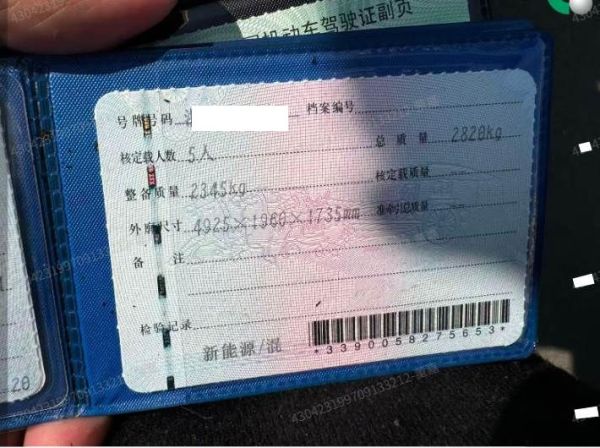 机动车驾驶证副页
号牌号码 档案编号
核定载人数 5人 总质量 2820kg
整备质量 2345kg 核定载质量
外廓尺寸 4925×1960×1735mm 准牵引总质量
备注
检验记录
新能源/混
*3390058275653*
20